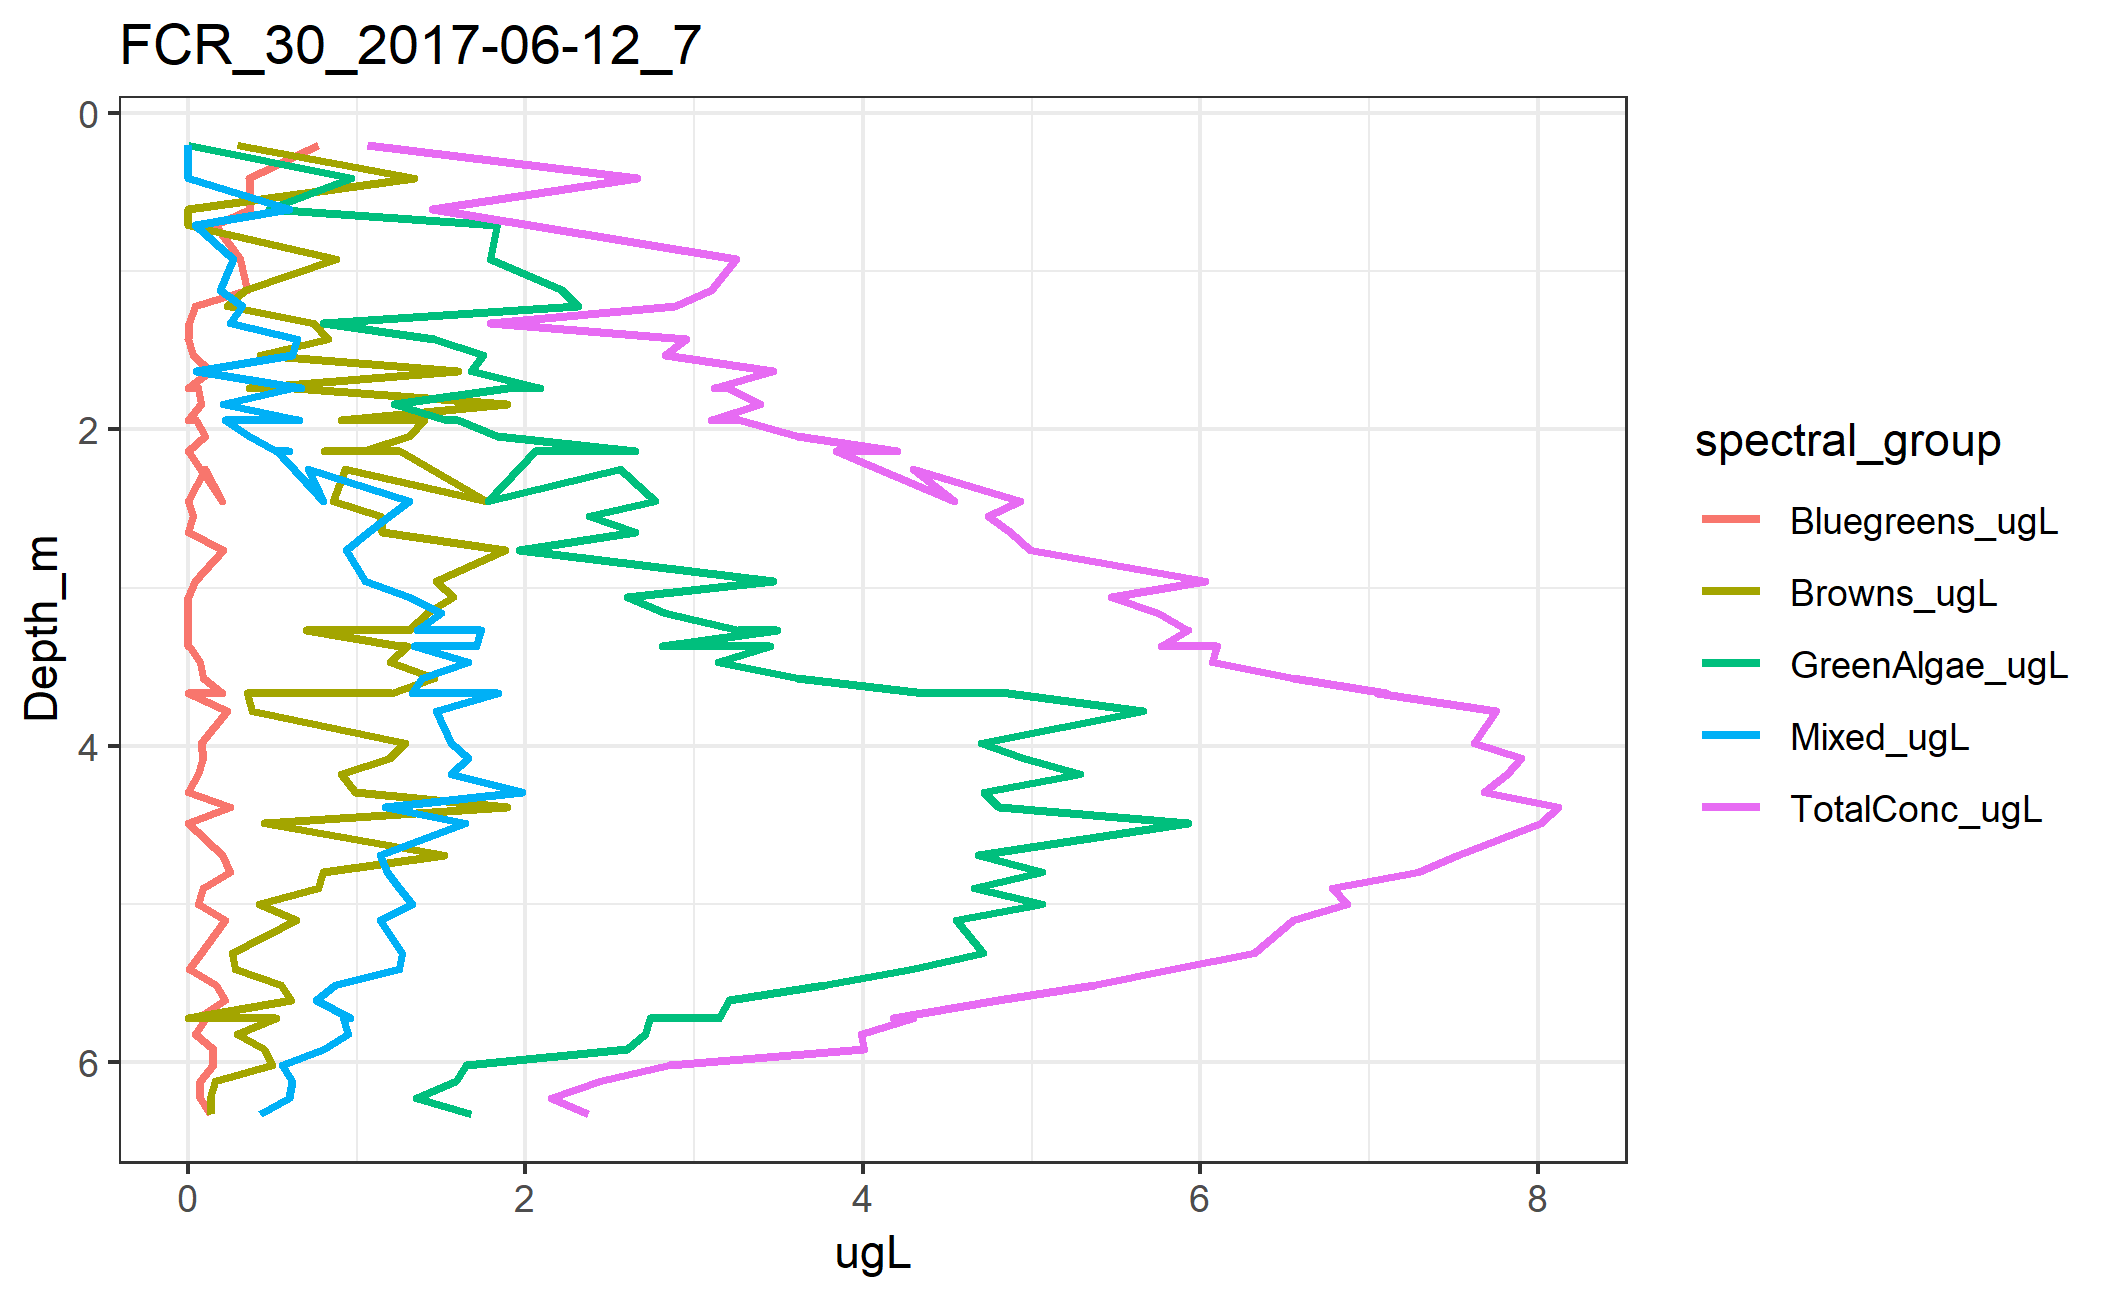 FCR_30_2017-06-12_7
0
2
4
6
Depth_m
0 2 4 6 8
ugL
spectral_group
Bluegreens_ugL
Browns_ugL
GreenAlgae_ugL
Mixed_ugL
TotalConc_ugL